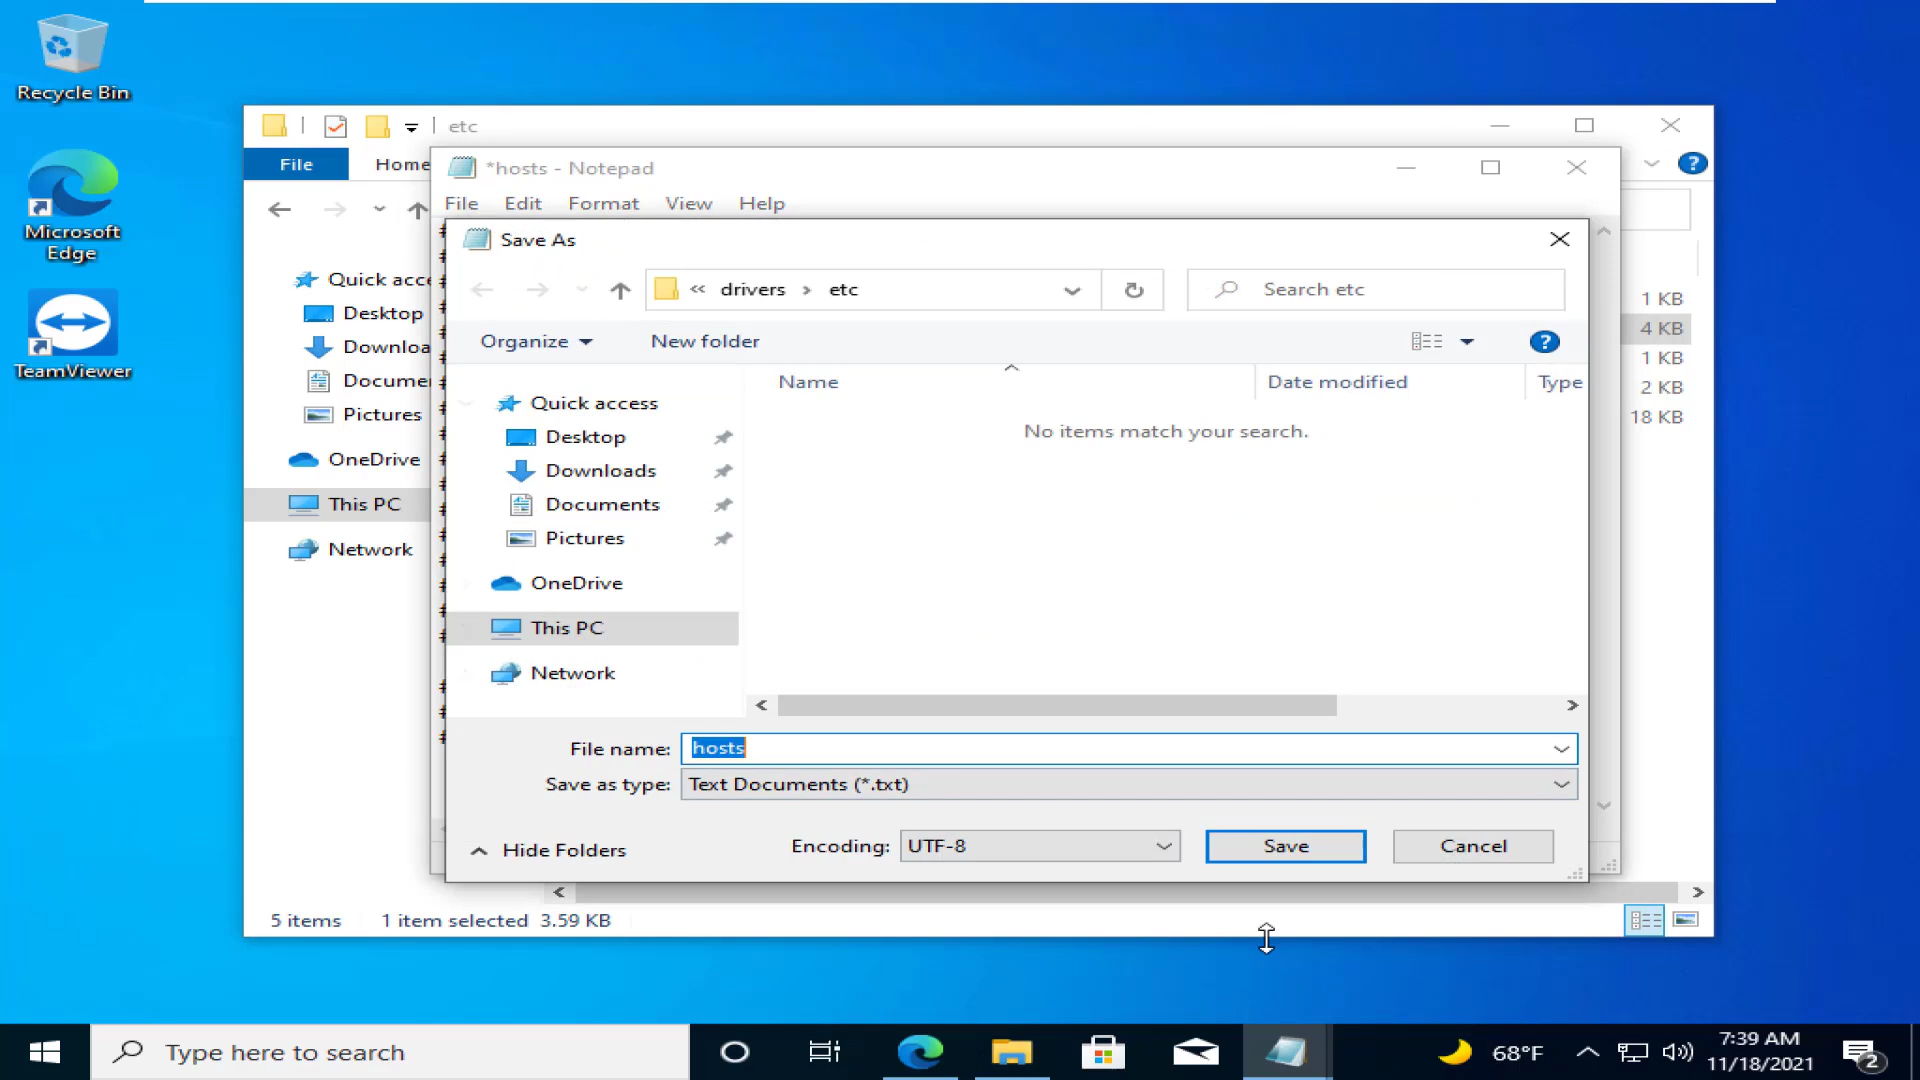 Recycle Bin
Microsoft
Edge
TeamViewer
etc
File
Home
*hosts - Notepad
File Edit Format View Help
Save As
« drivers › etc
Search etc
Organize
New folder
Name
Date modified
Type
No items match your search.
Quick access
Desktop
Downloads
Documents
Pictures
OneDrive
This PC
Network
File name: hosts
Save as type: Text Documents (*.txt)
Hide Folders
Encoding: UTF-8
Save
Cancel
Quick acce
Desktop
Downloa
Docume
Pictures
OneDrive
This PC
Network
1 KB
4 KB
1 KB
2 KB
18 KB
5 items 1 item selected 3.59 KB
Type here to search
68°F
7:39 AM
11/18/2021
2